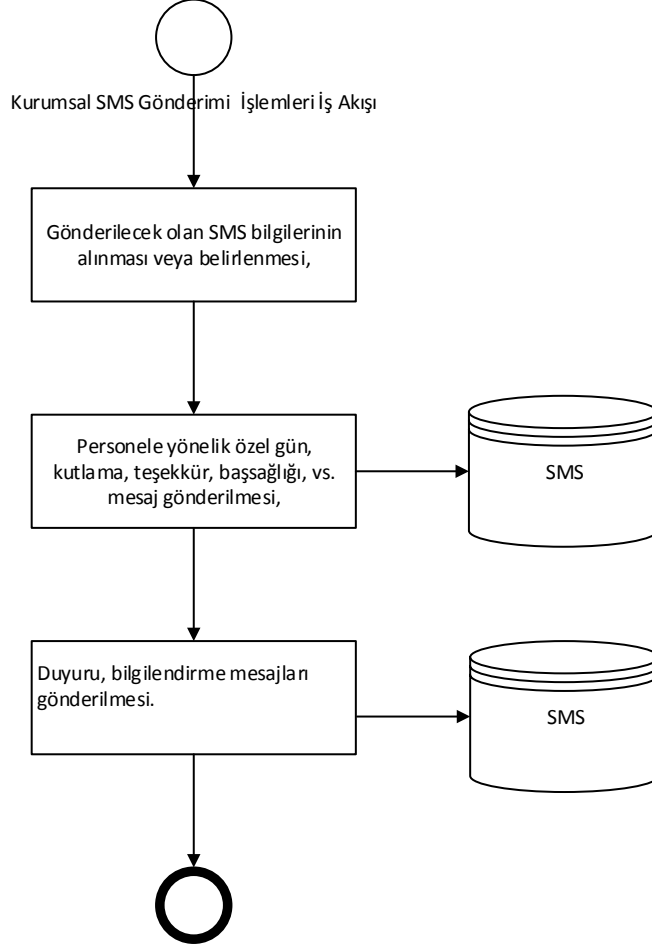 Kurumsal SMS Gönderimi İşlemleri İş Akışı
Gönderilecek olan SMS bilgilerinin
alınması veya belirlenmesi,
Personele yönelik özel gün,
kutlama, teşekkür, başsağlığı, vs.
mesaj gönderilmesi,
SMS
Duyuru, bilgilendirme mesajları
gönderilmesi.
SMS